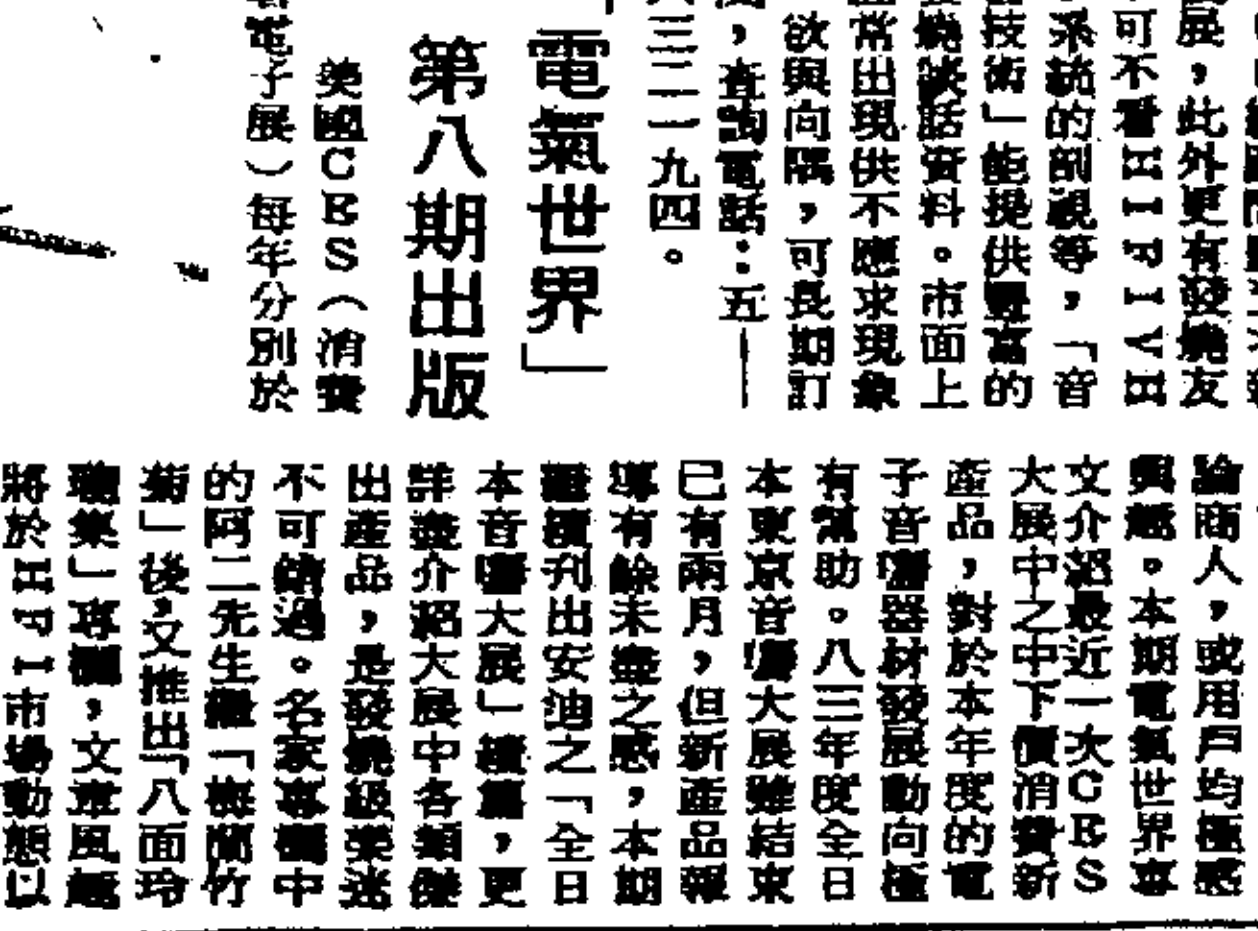 展，此外更有發燒友
可不看HIFIVE
系統的剖視等，「音
技術」能提供豐富的
燒談話資料。市面上
常出現供不應求現象
欲與向隅，可長期訂
，查詢電話：五——
三二一九四。
「電氣世界」
第八期出版
美國CES（消費
電子展）每年分別於
論商人，或用戶均極感
興趣。本期電氣世界專
文介紹最近一次CES
大展中之中下價消費新
產品，對於本年度的電
子音響器材發展動向極
有幫助。八三年度全日
本東京音響大展雖結束
已有兩月，但新產品報
導有餘未盡之感，本期
繼續刊出安迪之「全日
本音響大展」續篇，更
詳盡介紹大展中各類傑
出產品，是發燒級樂迷
不可錯過。名家專欄中
的阿二先生繼「梅蘭竹
菊」後，又推出「八面玲
瓏集」專欄，文章風趣
將於HFI市場動態以